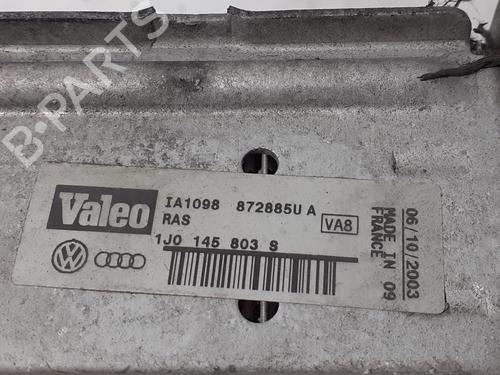 B-PARTS
Valeo
IA1098 872885U A
RAS
VA8
1J0 145 803 S
06/10/2003
MADE IN 09
FRANCE